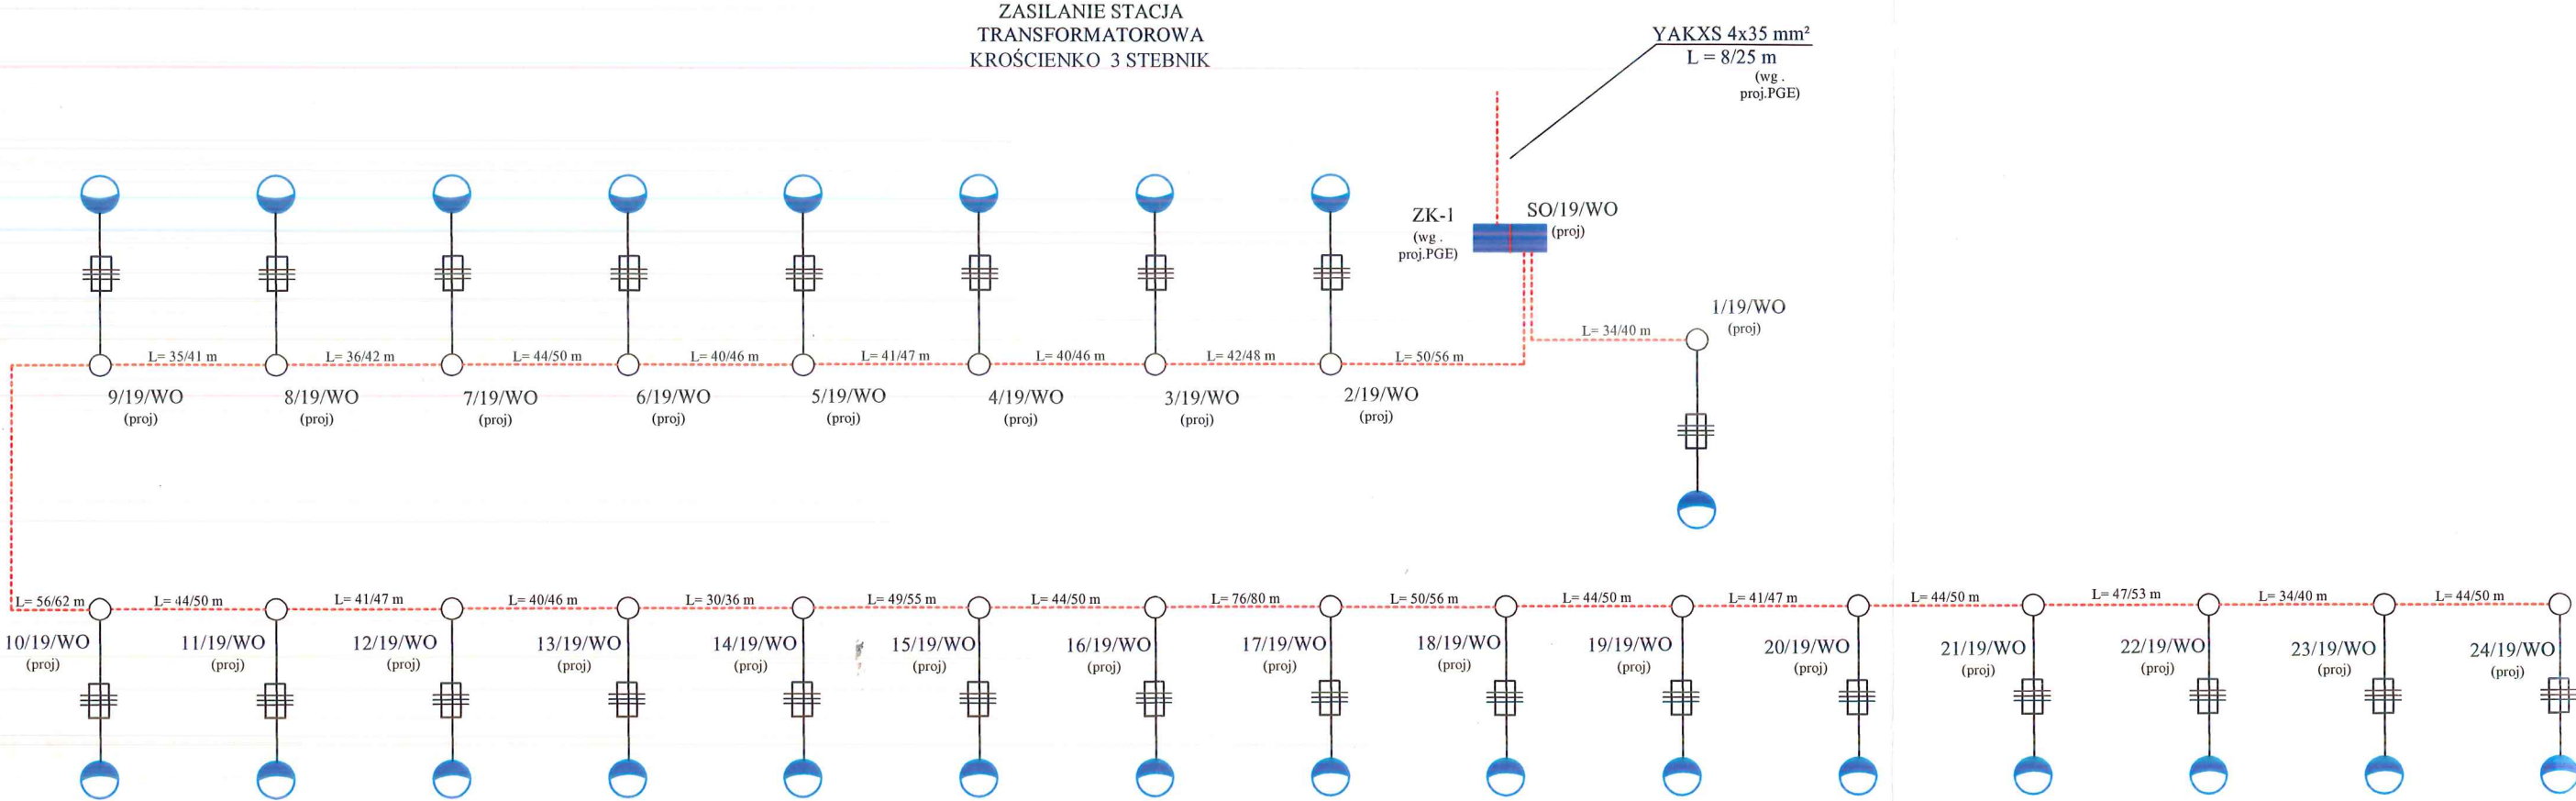 ZASILANIE STACJA
TRANSFORMATOROWA
KROŚCIENKO 3 STEBNIK
YAKXS 4x35 mm²
L = 8/25 m
(wg .
proj.PGE)
ZK-1
(wg .
proj.PGE)
SO/19/WO
(proj)
1/19/WO
(proj)
L= 34/40 m
L= 35/41 m
L= 36/42 m
L= 44/50 m
L= 40/46 m
L= 41/47 m
L= 40/46 m
L= 42/48 m
L= 50/56 m
9/19/WO
(proj)
8/19/WO
(proj)
7/19/WO
(proj)
6/19/WO
(proj)
5/19/WO
(proj)
4/19/WO
(proj)
3/19/WO
(proj)
2/19/WO
(proj)
L= 56/62 m
L= 44/50 m
L= 41/47 m
L= 40/46 m
L= 30/36 m
L= 49/55 m
L= 44/50 m
L= 76/80 m
L= 50/56 m
L= 44/50 m
L= 41/47 m
L= 44/50 m
L= 47/53 m
L= 34/40 m
L= 44/50 m
10/19/WO
(proj)
11/19/WO
(proj)
12/19/WO
(proj)
13/19/WO
(proj)
14/19/WO
(proj)
15/19/WO
(proj)
16/19/WO
(proj)
17/19/WO
(proj)
18/19/WO
(proj)
19/19/WO
(proj)
20/19/WO
(proj)
21/19/WO
(proj)
22/19/WO
(proj)
23/19/WO
(proj)
24/19/WO
(proj)